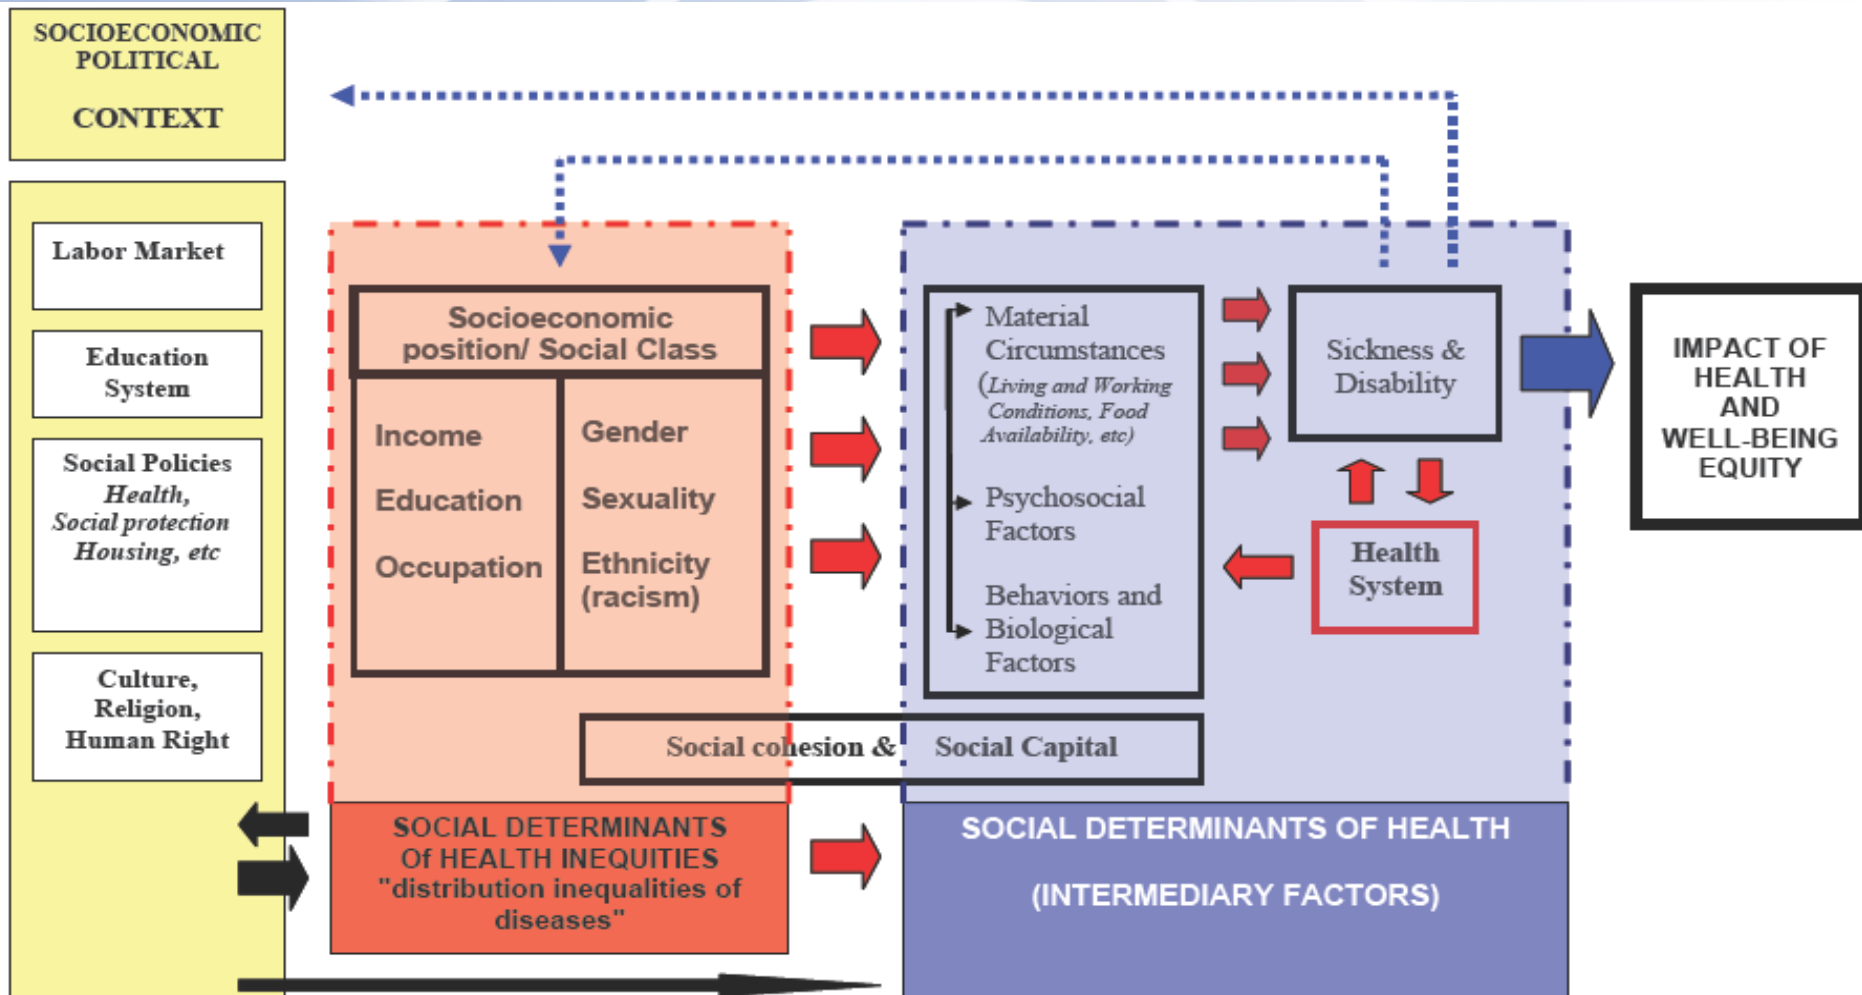 SOCIOECONOMIC
POLITICAL
CONTEXT
Labor Market
Education
System
Social Policies
Health,
Social protection
Housing, etc
Culture,
Religion,
Human Right
Socioeconomic
position/ Social Class
Income
Education
Occupation
Gender
Sexuality
Ethnicity
(racism)
Material
Circumstances
(Living and Working
Conditions, Food
Availability, etc)
Psychosocial
Factors
Behaviors and
Biological
Factors
Sickness &
Disability
Health
System
IMPACT OF
HEALTH
AND
WELL-BEING
EQUITY
Social cohesion & Social Capital
SOCIAL DETERMINANTS
Of HEALTH INEQUITIES
"distribution inequalities of
diseases"
SOCIAL DETERMINANTS OF HEALTH
(INTERMEDIARY FACTORS)